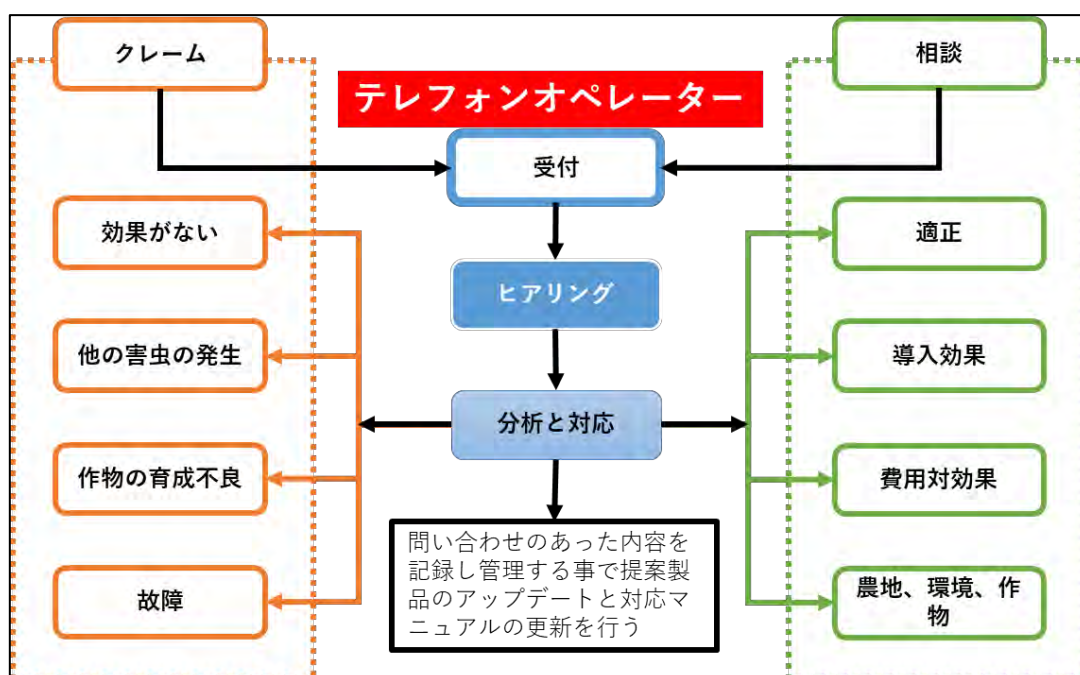 クレーム
相談
テレフォンオペレーター
受付
効果がない
適正
ヒアリング
他の害虫の発生
導入効果
分析と対応
作物の育成不良
費用対効果
問い合わせのあった内容を
記録し管理する事で提案製
品のアップデートと対応マ
ニュアルの更新を行う
故障
農地、環境、作
物